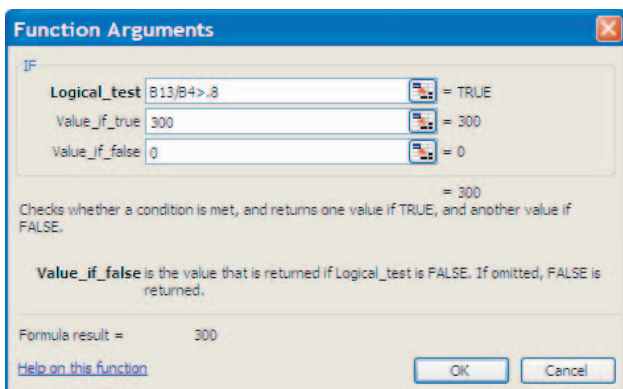 Function Arguments
IF
Logical_test B13/B4>.8 = TRUE
Value_if_true 300 = 300
Value_if_false 0 = 0
= 300
Checks whether a condition is met, and returns one value if TRUE, and another value if
FALSE.
Value_if_false is the value that is returned if Logical_test is FALSE. If omitted, FALSE is
returned.
Formula result = 300
Help on this function OK Cancel